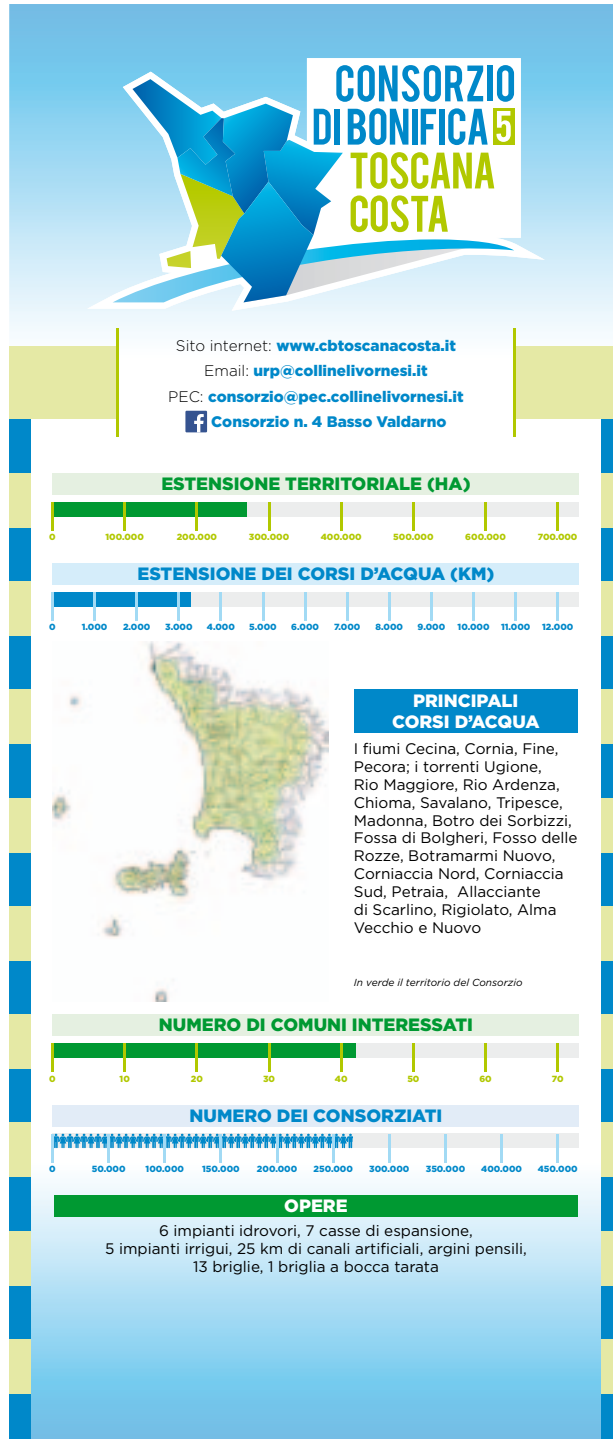 CONSORZIO
DI BONIFICA 5
TOSCANA
COSTA
Sito internet: www.cbtoscanacosta.it
Email: urp@collinelivornesi.it
PEC: consorzio@pec.collinelivornesi.it
f Consorzio n. 4 Basso Valdarno
ESTENSIONE TERRITORIALE (HA)
0 100.000 200.000 300.000 400.000 500.000 600.000 700.000
ESTENSIONE DEI CORSI D'ACQUA (KM)
0 1.000 2.000 3.000 4.000 5.000 6.000 7.000 8.000 9.000 10.000 11.000 12.000
PRINCIPALI
CORSI D'ACQUA
I fiumi Cecina, Cornia, Fine,
Pecora; i torrenti Ugione,
Rio Maggiore, Rio Ardenza,
Chioma, Savalano, Tripesce,
Madonna, Botro dei Sorbizzi,
Fossa di Bolgheri, Fosso delle
Rozze, Botramarmi Nuovo,
Corniaccia Nord, Corniaccia
Sud, Petraia, Allacciante
di Scarlino, Rigiolato, Alma
Vecchio e Nuovo
In verde il territorio del Consorzio
NUMERO DI COMUNI INTERESSATI
0 10 20 30 40 50 60 70
NUMERO DEI CONSORZIATI
0 50.000 100.000 150.000 200.000 250.000 300.000 350.000 400.000 450.000
OPERE
6 impianti idrovori, 7 casse di espansione,
5 impianti irrigui, 25 km di canali artificiali, argini pensili,
13 briglie, 1 briglia a bocca tarata